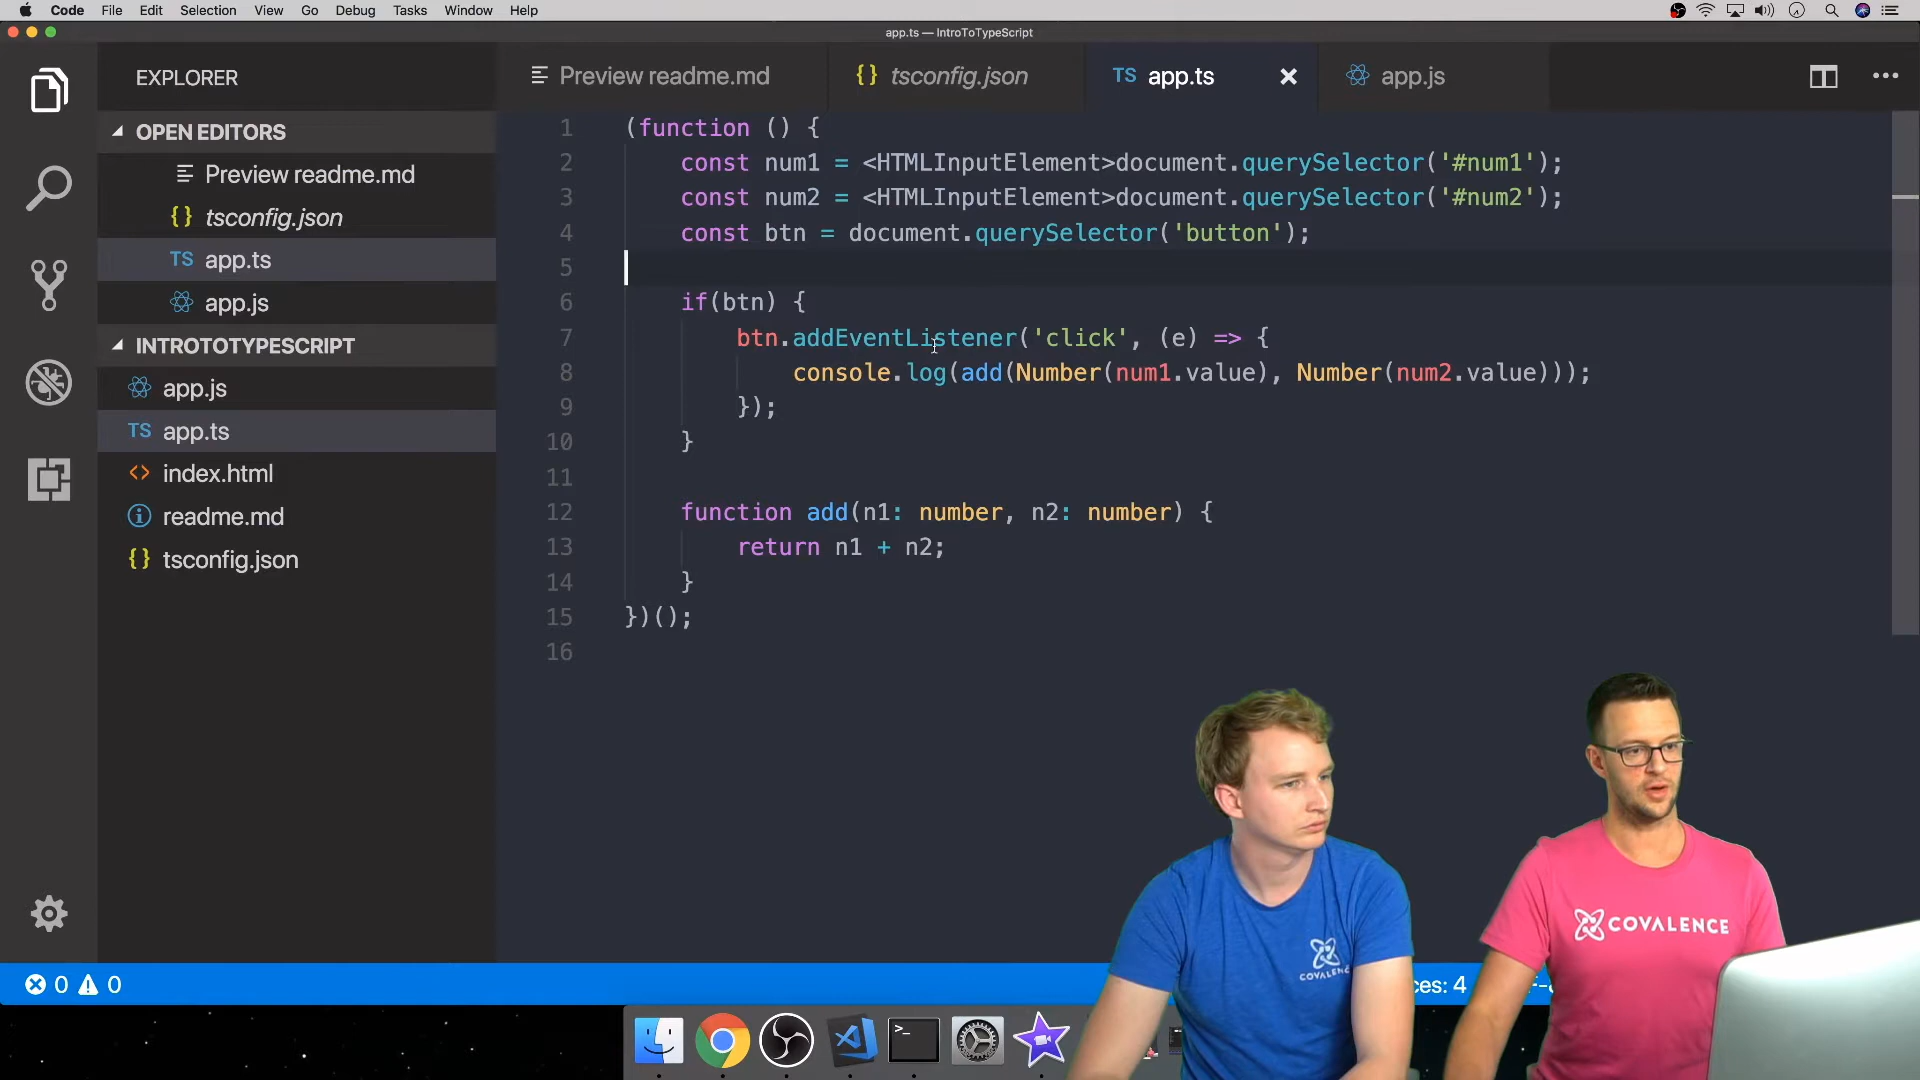 Code File Edit Selection View Go Debug Tasks Window Help
app.ts — IntroToTypeScript
EXPLORER
OPEN EDITORS
Preview readme.md
{} tsconfig.json
TS app.ts
app.js
INTROTOTYPESCRIPT
app.js
TS app.ts
<> index.html
readme.md
{} tsconfig.json
Preview readme.md
{} tsconfig.json
TS app.ts
app.js
1 (function () {
2 const num1 = <HTMLInputElement>document.querySelector('#num1');
3 const num2 = <HTMLInputElement>document.querySelector('#num2');
4 const btn = document.querySelector('button');
5
6 if(btn) {
7 btn.addEventListener('click', (e) => {
8 console.log(add(Number(num1.value), Number(num2.value)));
9 });
10 }
11
12 function add(n1: number, n2: number) {
13 return n1 + n2;
14 }
15 })();
16
COVALENCE
COVALENC
0 0
ces: 4